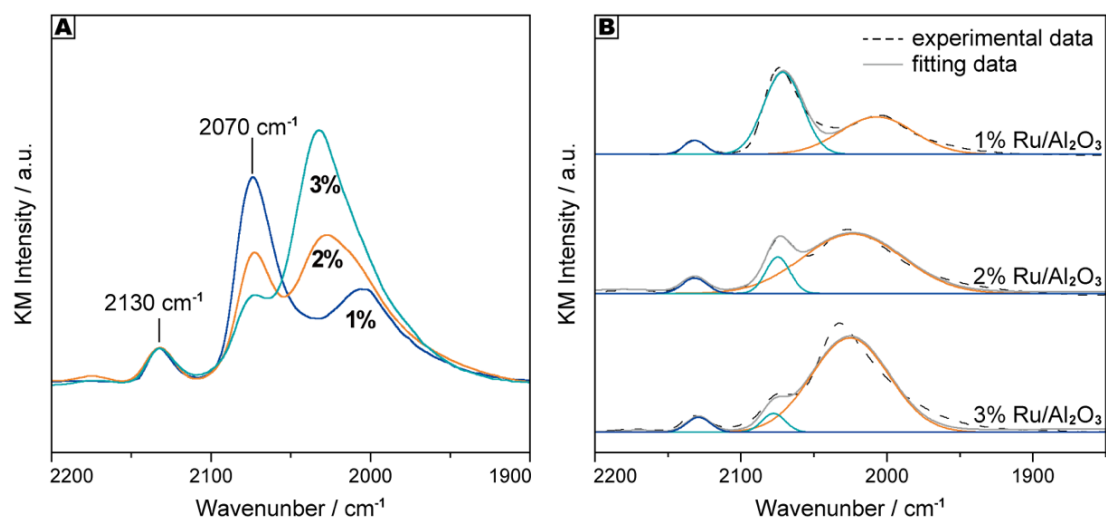 A
2070 cm⁻¹
3%
2%
2130 cm⁻¹
1%
KM Intensity / a.u.
2200
2100
2000
1900
Wavenunber / cm⁻¹
B
experimental data
fitting data
1% Ru/Al₂O₃
2% Ru/Al₂O₃
3% Ru/Al₂O₃
KM Intensity / a.u.
2200
2100
2000
1900
Wavenunber / cm⁻¹